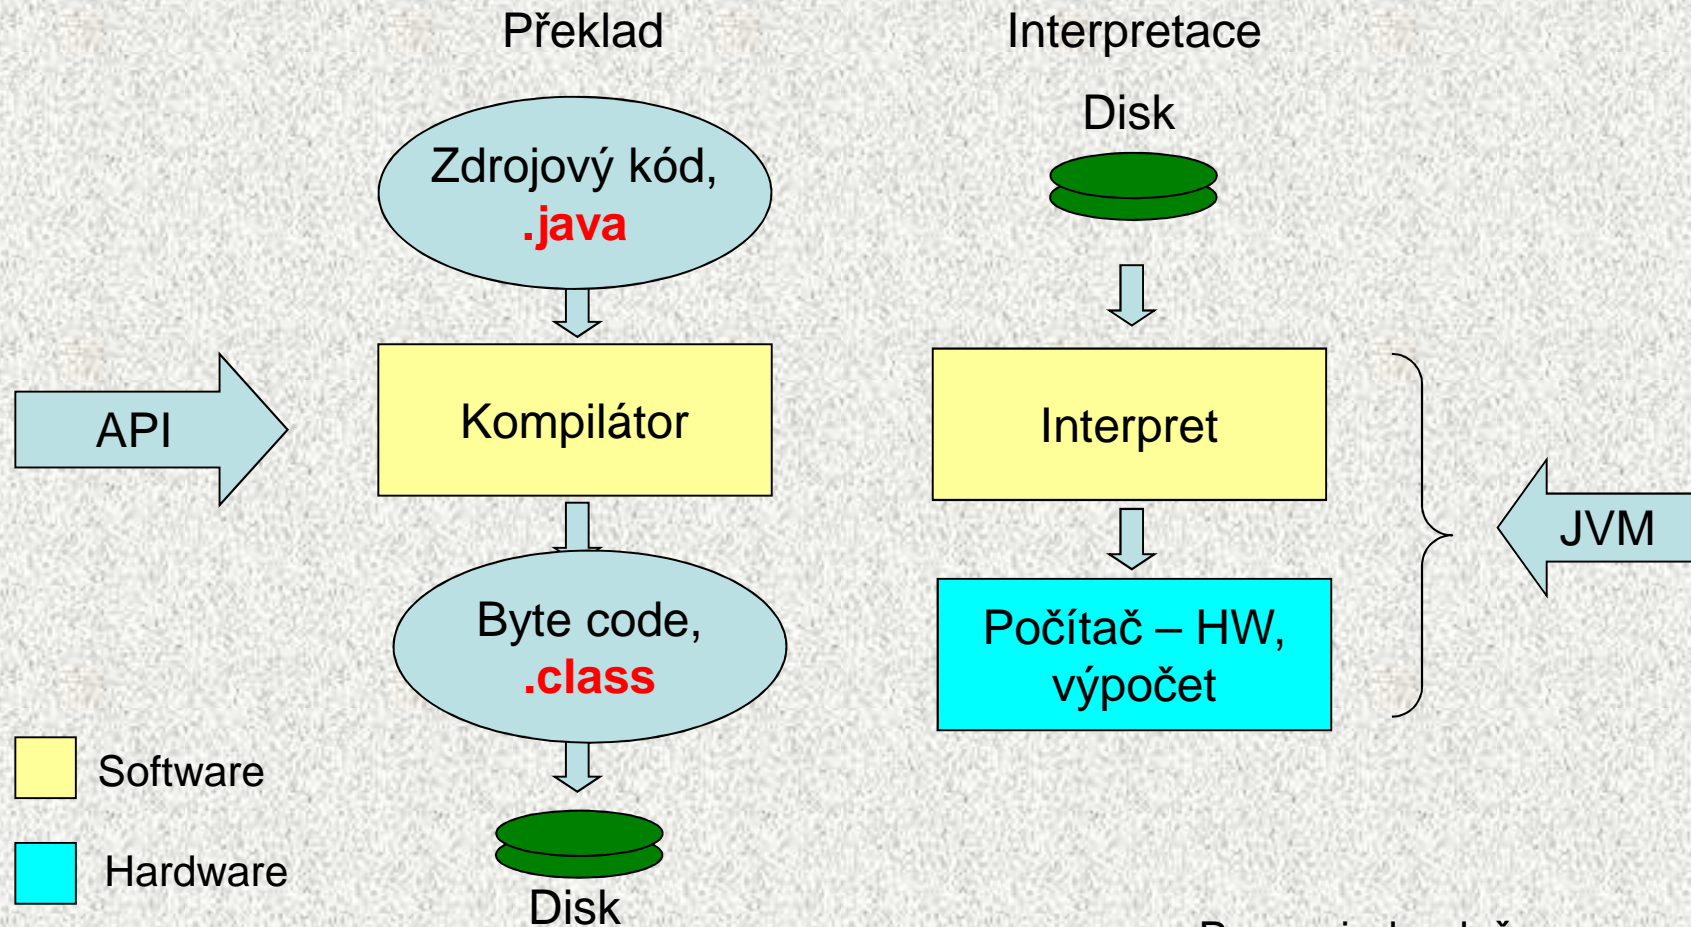 Překlad
Interpretace
Disk
Zdrojový kód,
.java
API
Kompilátor
Interpret
JVM
Byte code,
.class
Počítač – HW,
výpočet
Software
Hardware
Disk